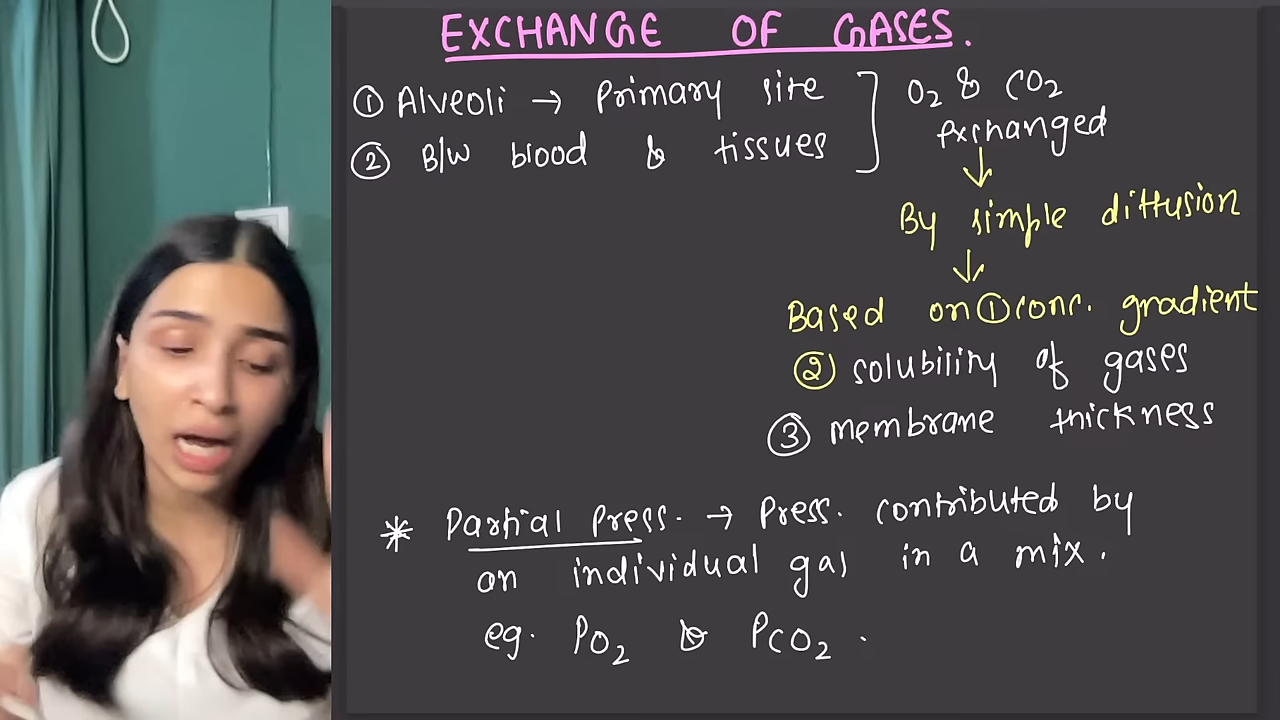 EXCHANGE OF GASES.
① Alveoli → Primary site
② B/W blood & tissues
O₂ & CO₂
exchanged
↓
By simple diffusion
↓
Based on ① conc. gradient
② solubility of gases
③ membrane thickness
* Partial Press. → Press. contributed by
an individual gas in a mix.
eg. PO₂ & PCO₂.